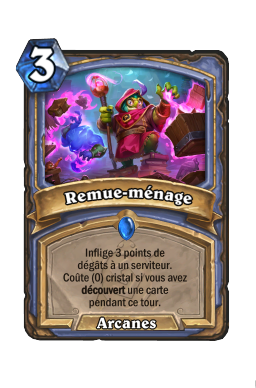 3
Remue-ménage
Inflige 3 points de
dégâts à un serviteur.
Coûte (0) cristal si vous avez
découvert une carte
pendant ce tour.
Arcanes